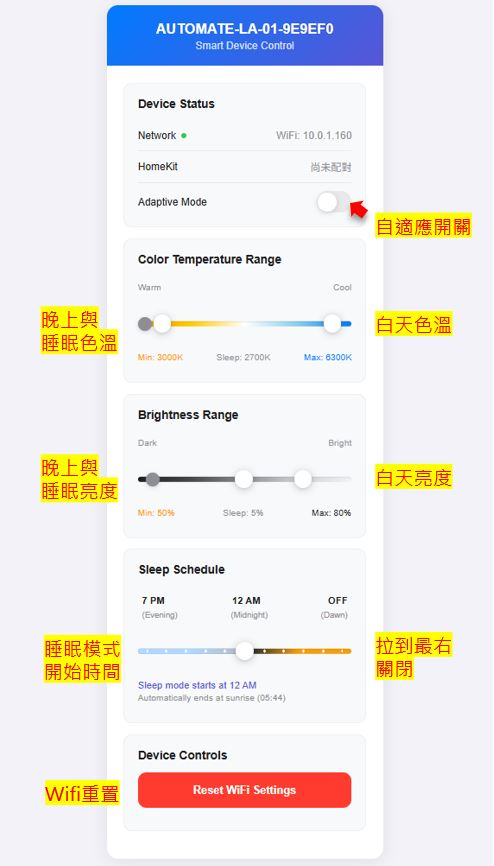 AUTOMATE-LA-01-9E9EF0
Smart Device Control
Device Status
Network WiFi: 10.0.1.160
HomeKit 尚未配對
Adaptive Mode
自適應開關
Color Temperature Range
Warm Cool
晚上與
睡眠色溫
白天色溫
Min: 3000K Sleep: 2700K Max: 6300K
Brightness Range
Dark Bright
晚上與
睡眠亮度
白天亮度
Min: 50% Sleep: 5% Max: 80%
Sleep Schedule
7 PM 12 AM OFF
(Evening) (Midnight) (Dawn)
睡眠模式
開始時間
拉到最右
關閉
Sleep mode starts at 12 AM
Automatically ends at sunrise (05:44)
Device Controls
Wifi重置
Reset WiFi Settings